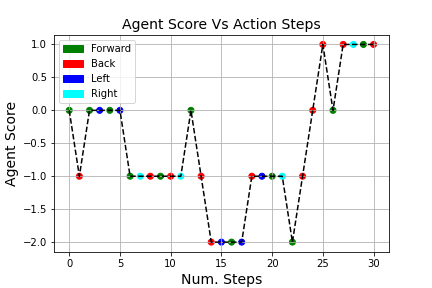 Agent Score Vs Action Steps
Agent Score
1.0
0.5
0.0
−0.5
−1.0
−1.5
−2.0
Forward
Back
Left
Right
0 5 10 15 20 25 30
Num. Steps